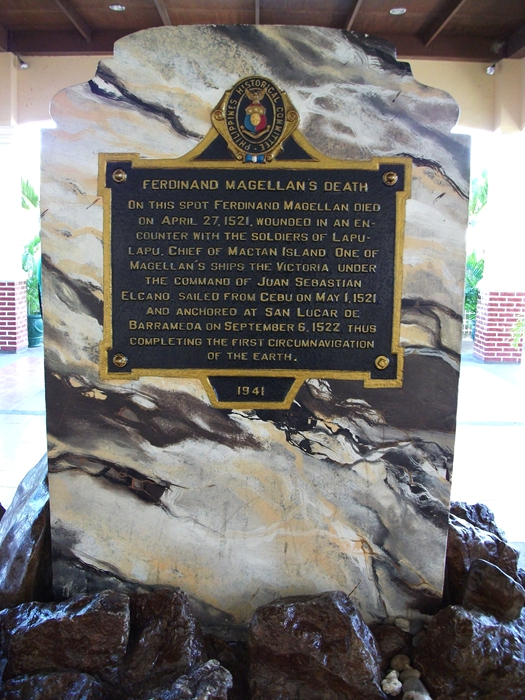 PHILIPPINES HISTORICAL COMMITTEE
FERDINAND MAGELLAN'S DEATH
ON THIS SPOT FERDINAND MAGELLAN DIED
ON APRIL 27, 1521, WOUNDED IN AN EN-
COUNTER WITH THE SOLDIERS OF LAPU-
LAPU, CHIEF OF MACTAN ISLAND. ONE OF
MAGELLAN'S SHIPS THE VICTORIA UNDER
THE COMMAND OF JUAN SEBASTIAN
ELCANO, SAILED FROM CEBU ON MAY 1, 1521
AND ANCHORED AT SAN LUCAR DE
BARRAMEDA ON SEPTEMBER 6, 1522 THUS
COMPLETING THE FIRST CIRCUMNAVIGATION
OF THE EARTH.
1941